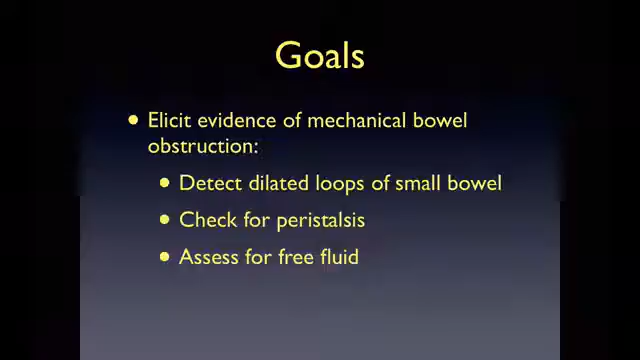 Goals
• Elicit evidence of mechanical bowel
obstruction:
• Detect dilated loops of small bowel
• Check for peristalsis
• Assess for free fluid